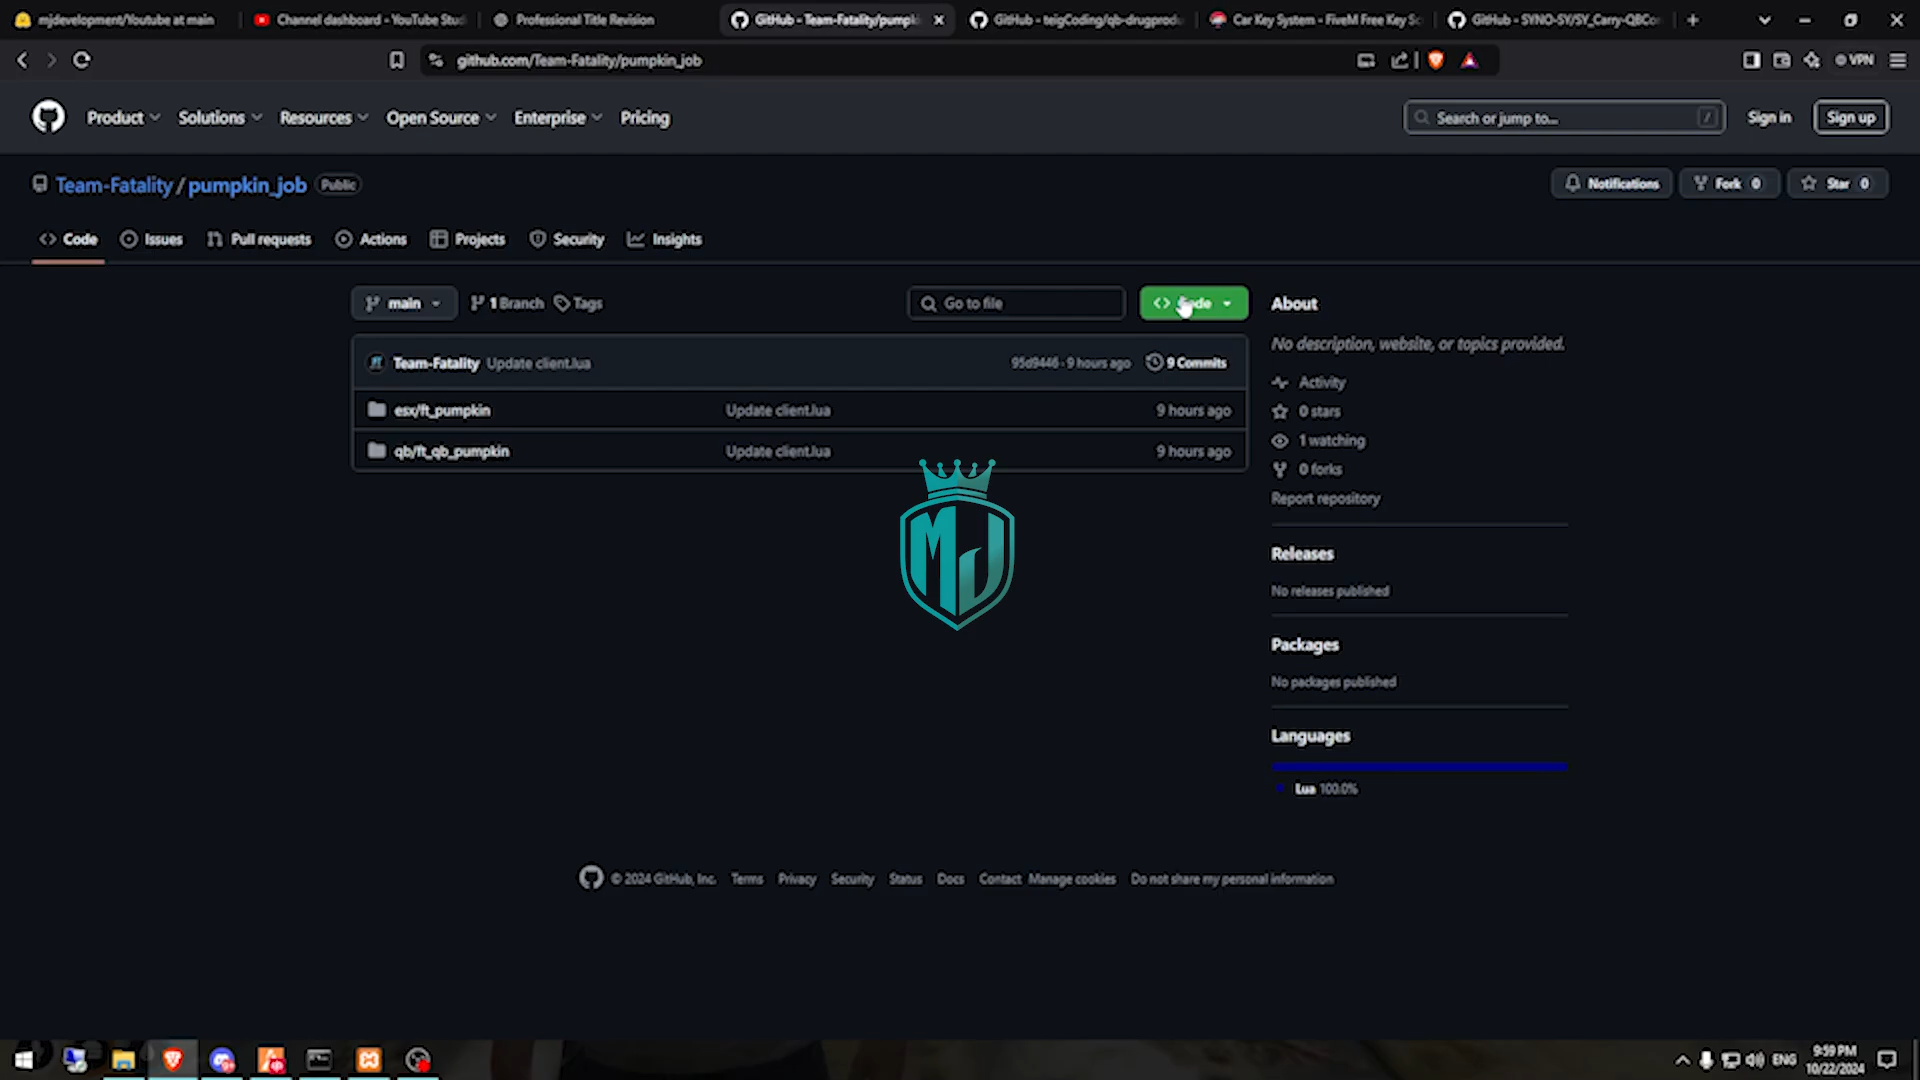 mjdevelopment/Youtube at main
Channel dashboard - YouTube Stud
Professional Title Revision
GitHub - Team-Fatality/pumpki
GitHub - teigCoding/qb-drugprodu
Car Key System - FiveM Free Key Sc
GitHub - SYNO-SY/SY_Carry-QBCo
github.com/Team-Fatality/pumpkin_job
VPN
Product
Solutions
Resources
Open Source
Enterprise
Pricing
Search or jump to...
/
Sign in
Sign up
Team-Fatality / pumpkin_job
Public
Notifications
Fork 0
Star 0
Code
Issues
Pull requests
Actions
Projects
Security
Insights
main
1 Branch
Tags
Go to file
Code
About
No description, website, or topics provided.
Team-Fatality Update client.lua
95d9446 · 9 hours ago
9 Commits
esx/ft_pumpkin
Update client.lua
9 hours ago
qb/ft_qb_pumpkin
Update client.lua
9 hours ago
Activity
0 stars
1 watching
0 forks
Report repository
MJ
Releases
No releases published
Packages
No packages published
Languages
Lua 100.0%
© 2024 GitHub, Inc.
Terms
Privacy
Security
Status
Docs
Contact
Manage cookies
Do not share my personal information
ENG
9:59 PM
10/22/2024